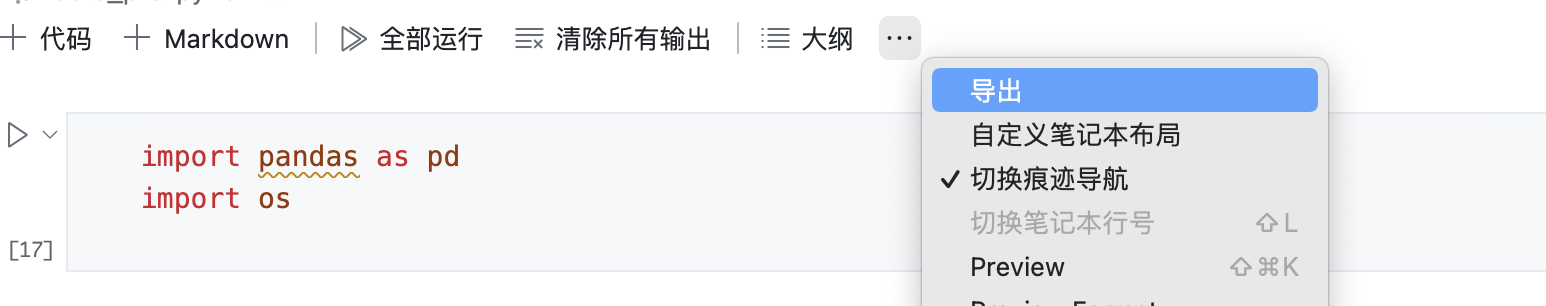 代码 Markdown 全部运行 清除所有输出 大纲 ...
导出
自定义笔记本布局
切换痕迹导航
切换笔记本行号 ⇧L
Preview ⇧⌘K
import pandas as pd
import os
[17]